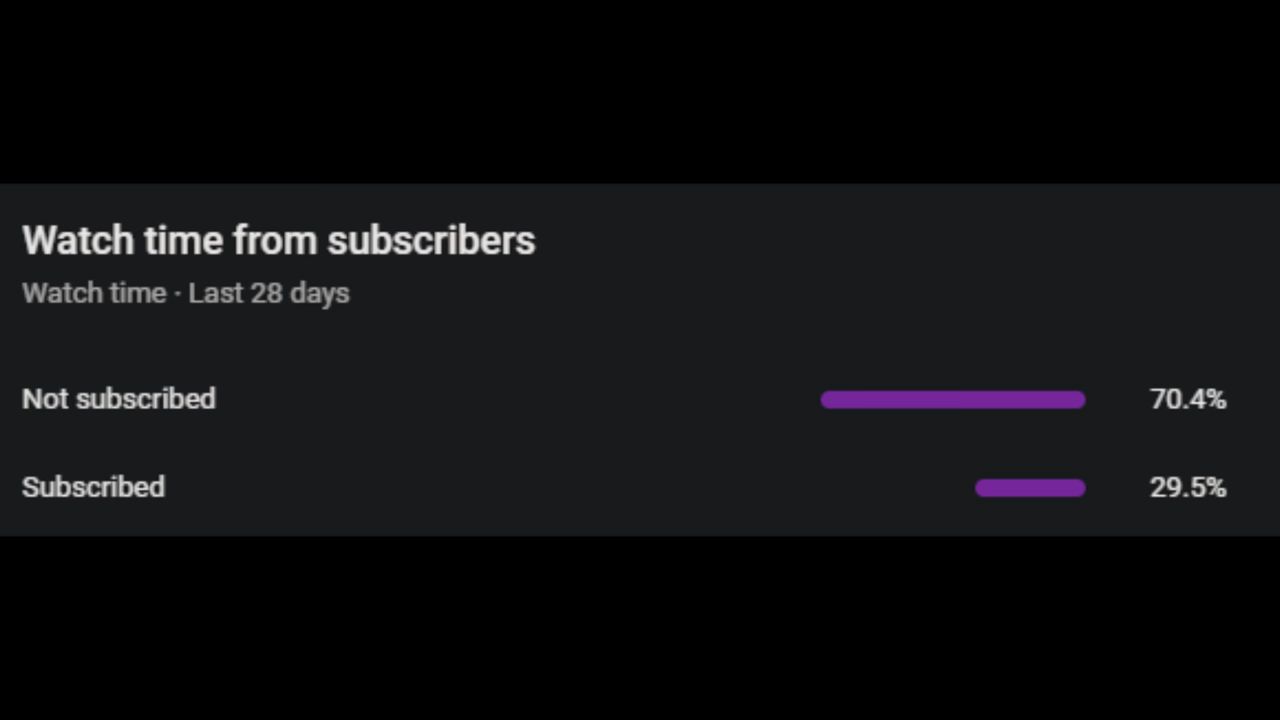 Watch time from subscribers
Watch time · Last 28 days
Not subscribed 70.4%
Subscribed 29.5%